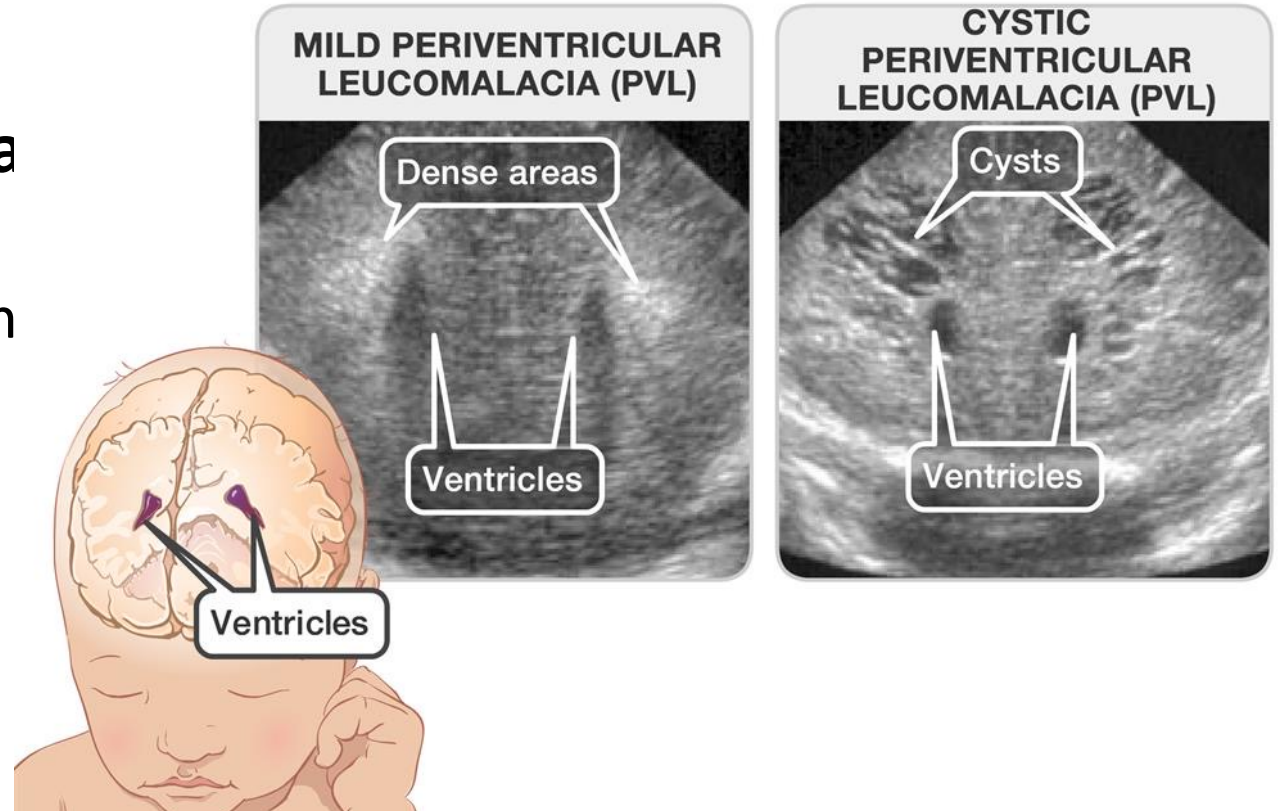 MILD PERIVENTRICULAR
LEUCOMALACIA (PVL)
Dense areas
Ventricles
CYSTIC
PERIVENTRICULAR
LEUCOMALACIA (PVL)
Cysts
Ventricles
a
n
Ventricles